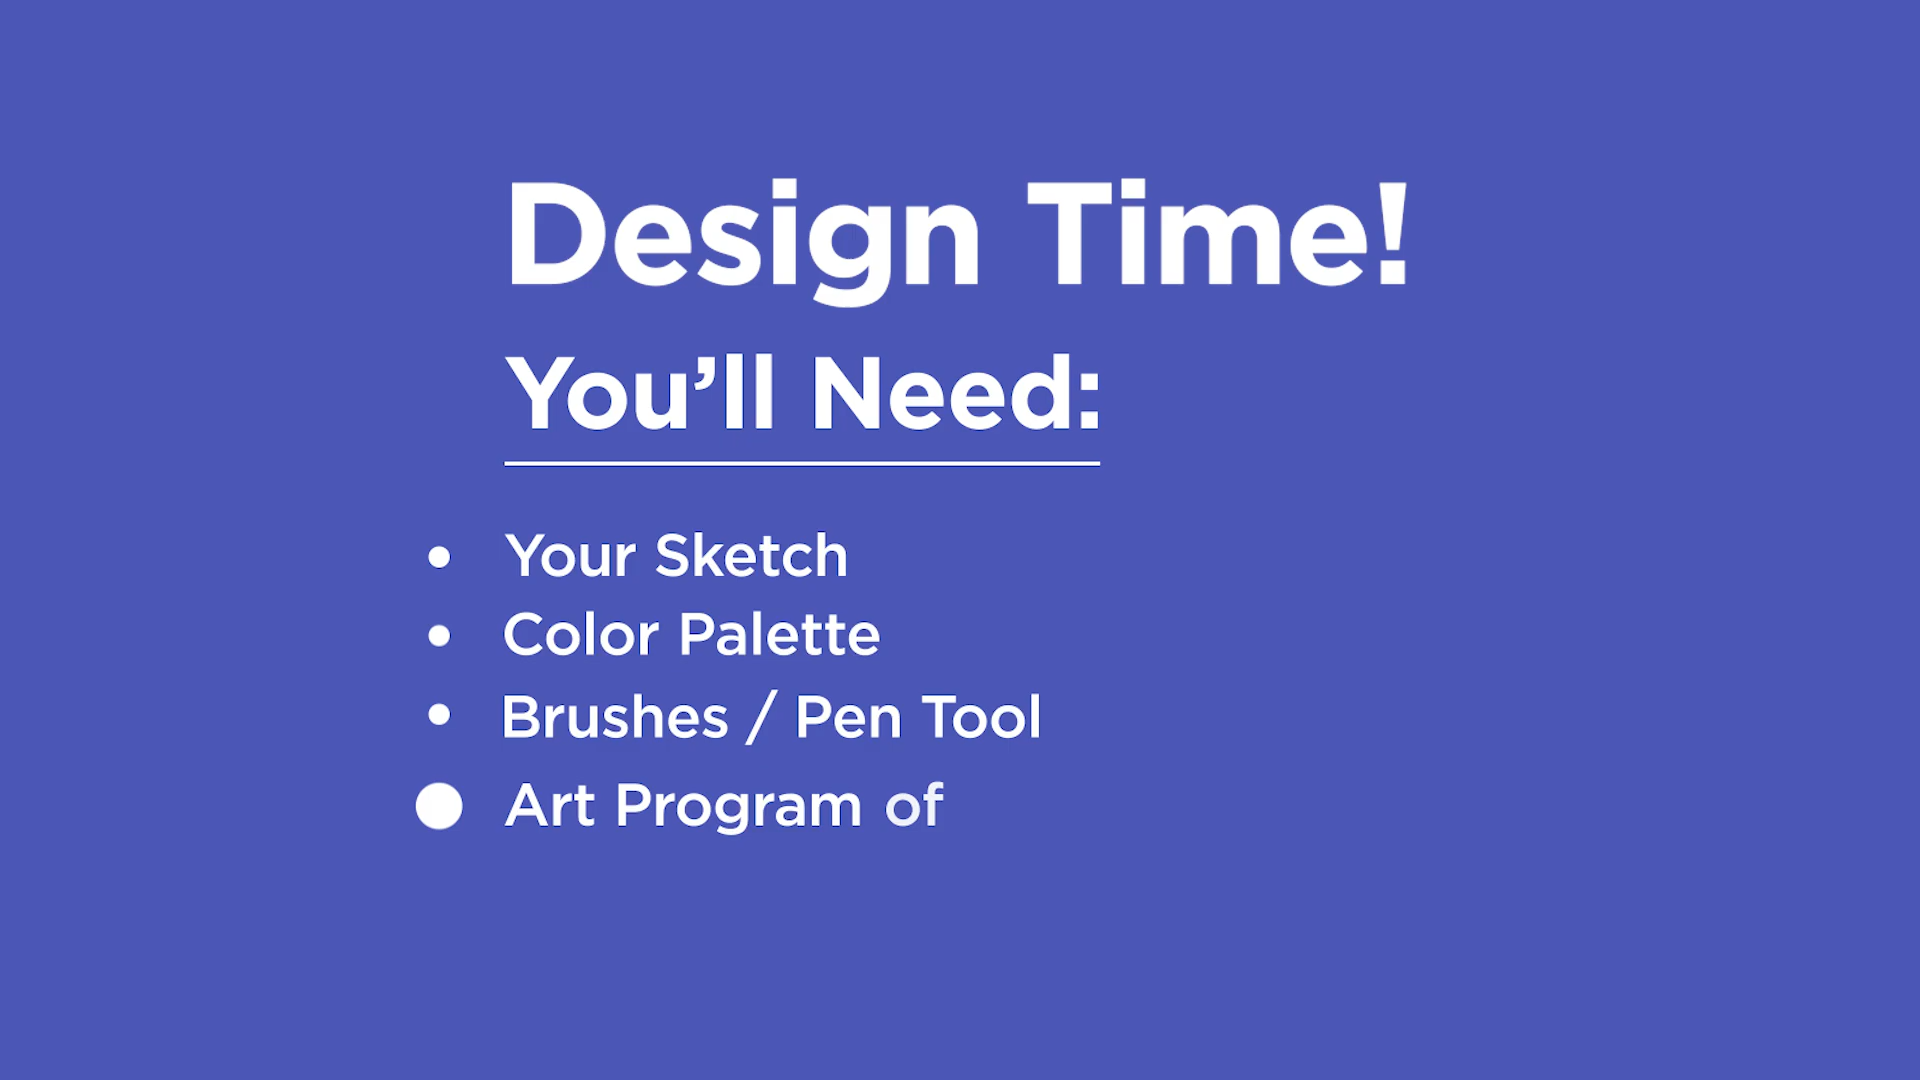 Design Time!
You’ll Need:
• Your Sketch
• Color Palette
• Brushes / Pen Tool
• Art Program of